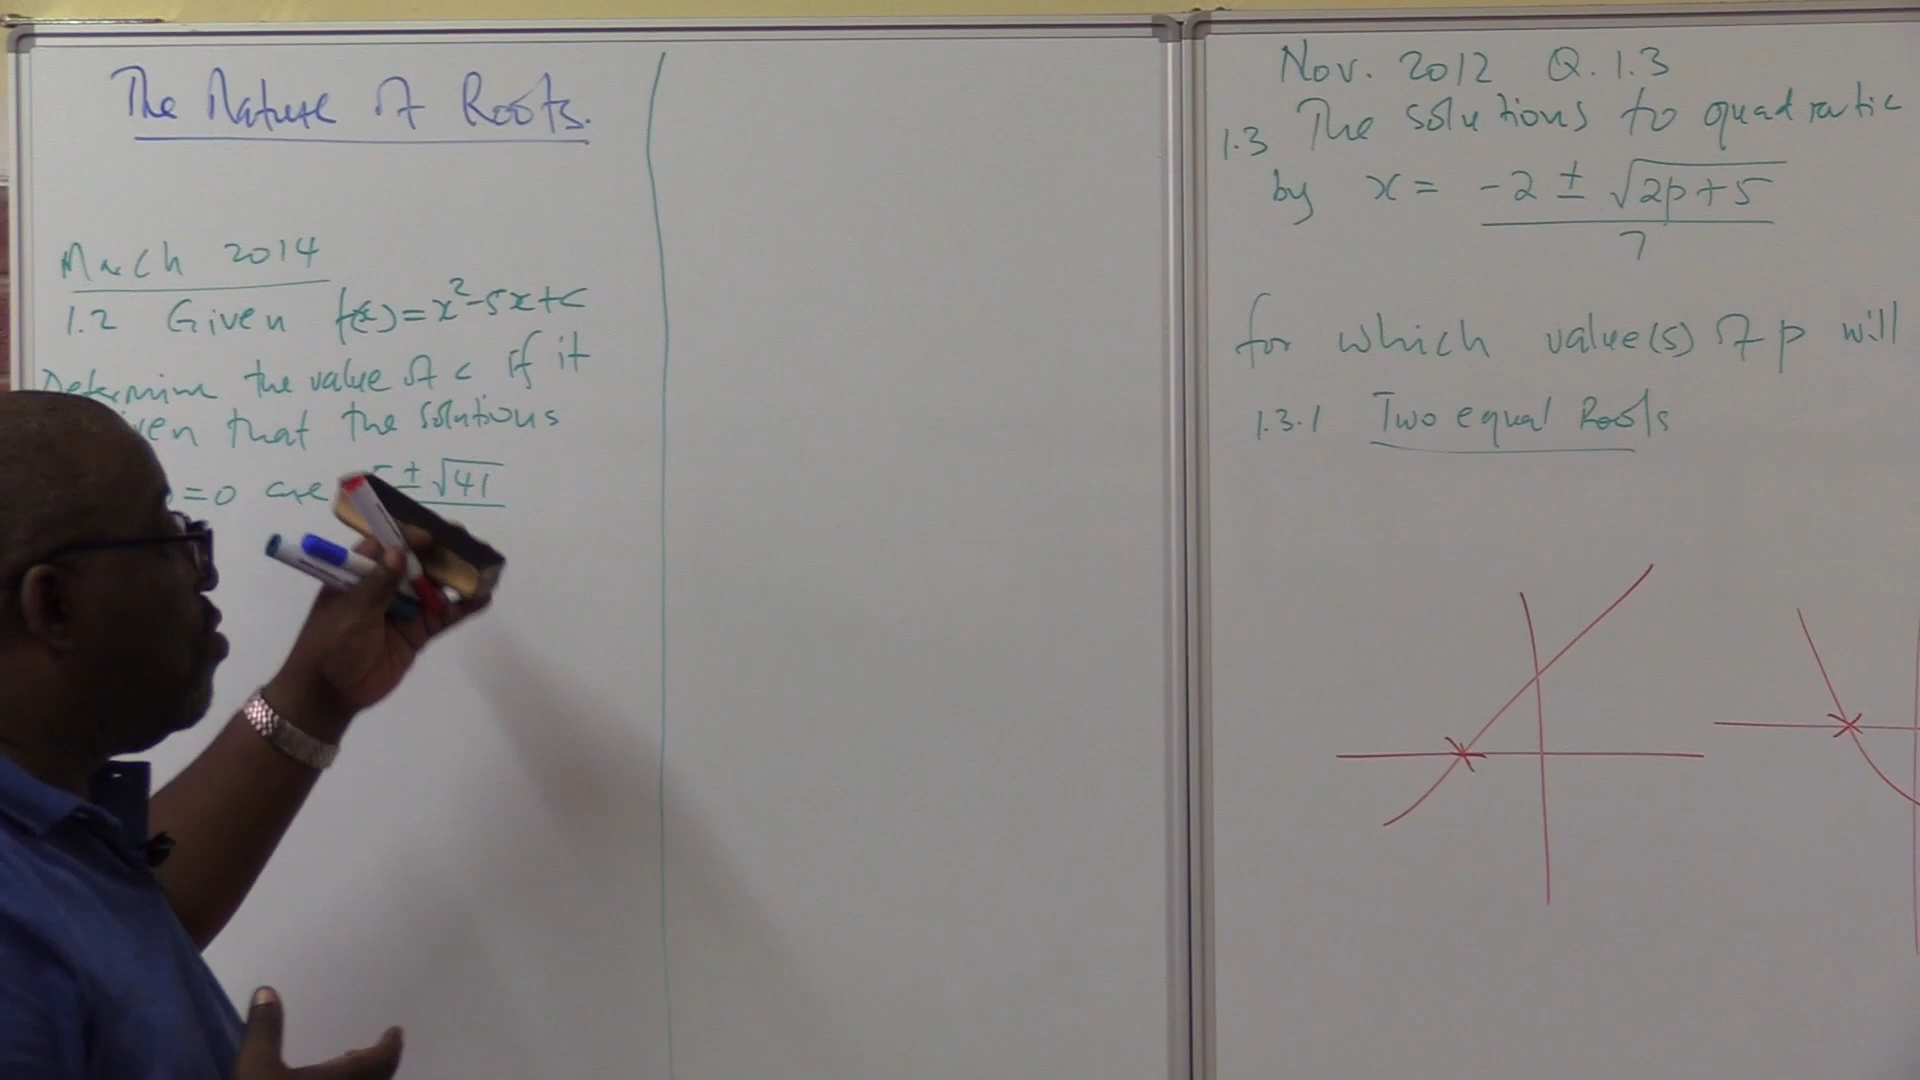 The Nature of Roots.
March 2014
1.2 Given f(x)=x²-5x+c
Determine the value of c if it
that the solutions
=0 are ± √41
Nov. 2012 Q.1.3
1.3 The solutions to quadratic
by x = -2 ± √2p+5
7
for which value(s) of p will
1.3.1 Two equal Roots